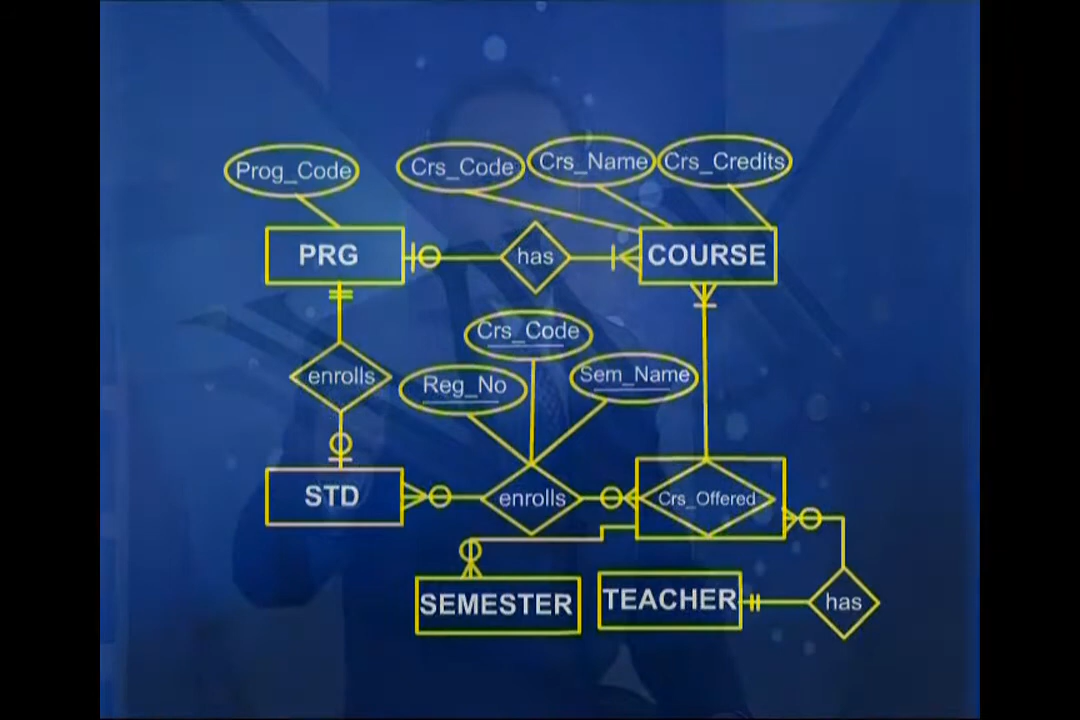 Prog_Code
Crs_Code
Crs_Name
Crs_Credits
PRG
has
COURSE
Crs_Code
enrolls
Reg_No
Sem_Name
STD
enrolls
Crs_Offered
SEMESTER
TEACHER
has